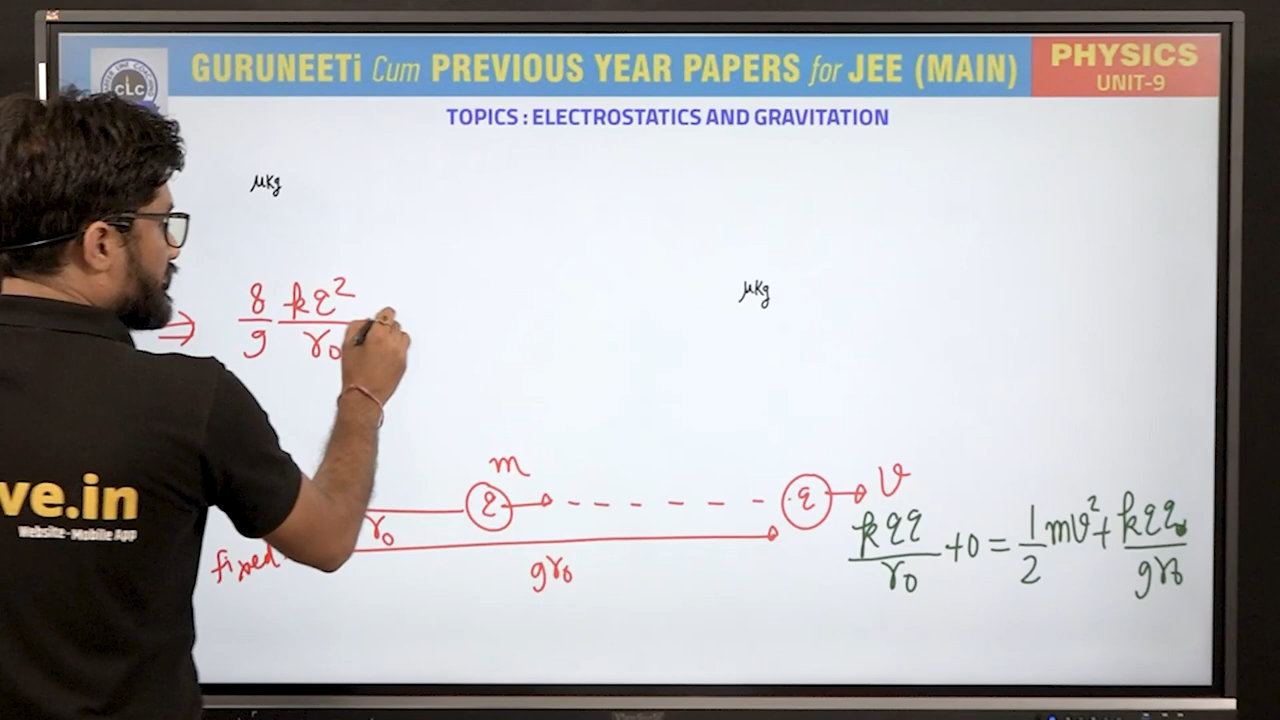 GURUNEETi Cum PREVIOUS YEAR PAPERS for JEE (MAIN)
PHYSICS
UNIT-9
CLC
TOPICS : ELECTROSTATICS AND GRAVITATION
μKg
μKg
⇒ 8/9 kq²/r₀
m
q
q
v
r₀
fixed
9r₀
kqq/r₀ + 0 = 1/2 mv² + kqq/9r₀
ve.in
Website-Mobile App